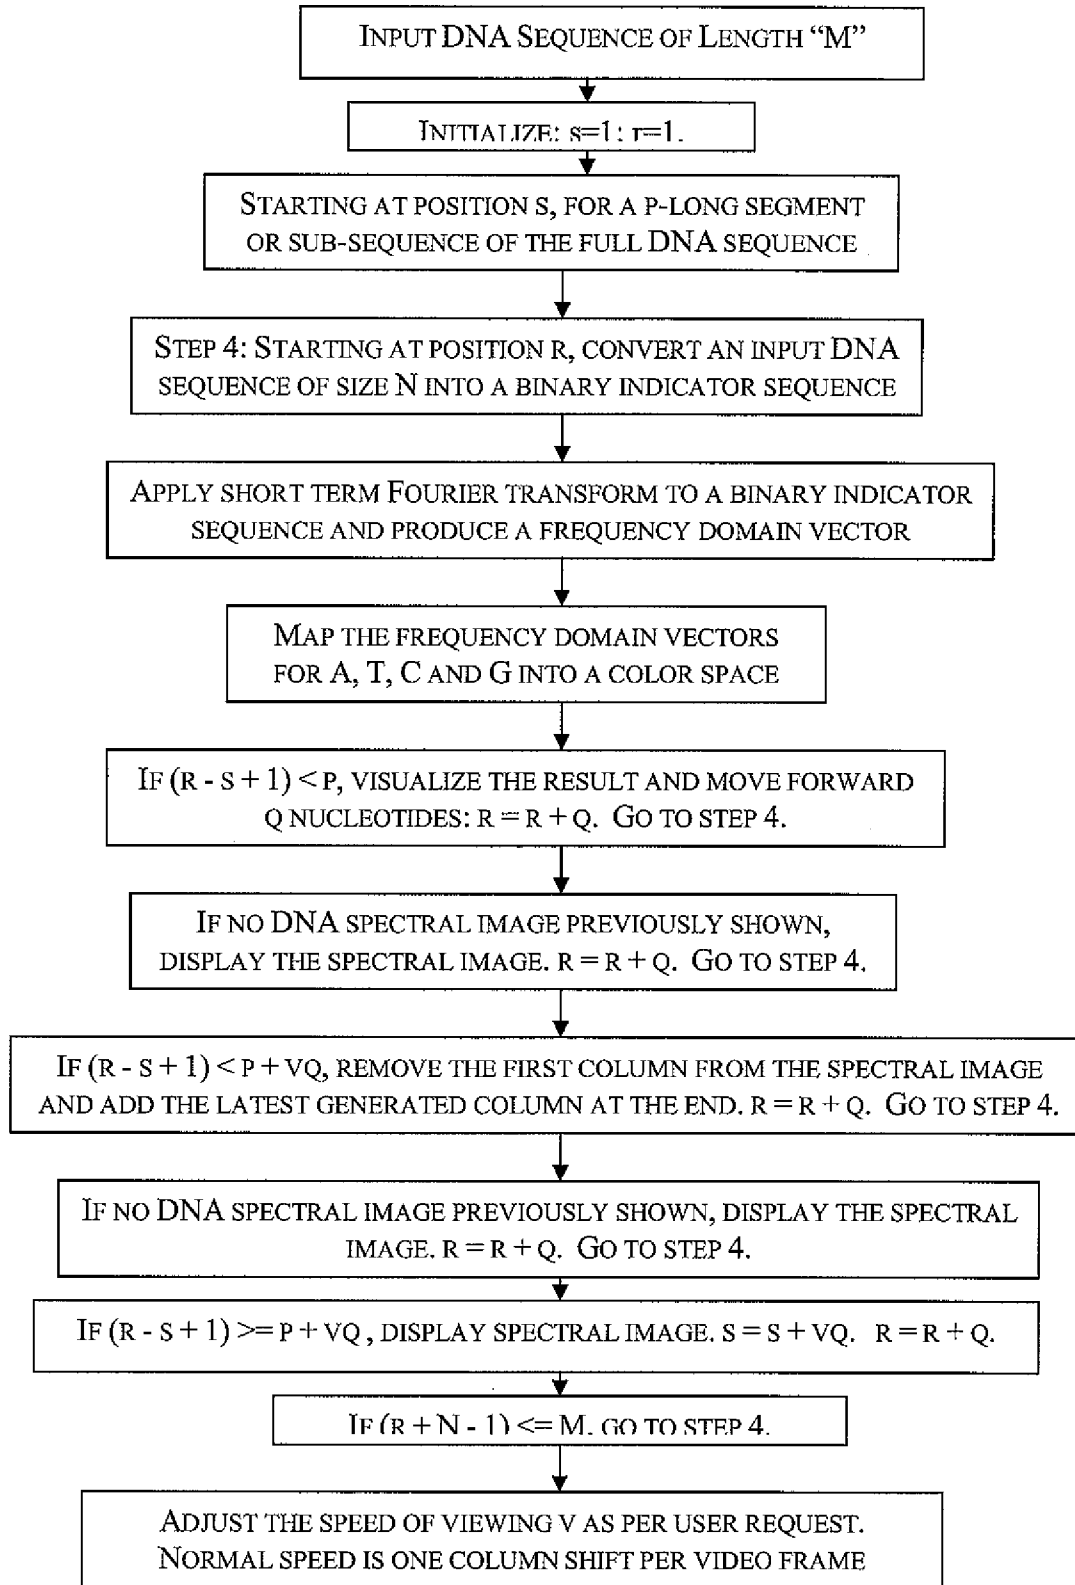 INPUT DNA SEQUENCE OF LENGTH “M”
INITIALIZE: s=1; r=1.
STARTING AT POSITION S, FOR A P-LONG SEGMENT
OR SUB-SEQUENCE OF THE FULL DNA SEQUENCE
STEP 4: STARTING AT POSITION R, CONVERT AN INPUT DNA
SEQUENCE OF SIZE N INTO A BINARY INDICATOR SEQUENCE
APPLY SHORT TERM FOURIER TRANSFORM TO A BINARY INDICATOR
SEQUENCE AND PRODUCE A FREQUENCY DOMAIN VECTOR
MAP THE FREQUENCY DOMAIN VECTORS
FOR A, T, C AND G INTO A COLOR SPACE
IF (R - S + 1) < P, VISUALIZE THE RESULT AND MOVE FORWARD
Q NUCLEOTIDES: R = R + Q. GO TO STEP 4.
IF NO DNA SPECTRAL IMAGE PREVIOUSLY SHOWN,
DISPLAY THE SPECTRAL IMAGE. R = R + Q. GO TO STEP 4.
IF (R - S + 1) < P + VQ, REMOVE THE FIRST COLUMN FROM THE SPECTRAL IMAGE
AND ADD THE LATEST GENERATED COLUMN AT THE END. R = R + Q. GO TO STEP 4.
IF NO DNA SPECTRAL IMAGE PREVIOUSLY SHOWN, DISPLAY THE SPECTRAL
IMAGE. R = R + Q. GO TO STEP 4.
IF (R - S + 1) >= P + VQ , DISPLAY SPECTRAL IMAGE. S = S + VQ. R = R + Q.
IF (R + N - 1) <= M. GO TO STEP 4.
ADJUST THE SPEED OF VIEWING V AS PER USER REQUEST.
NORMAL SPEED IS ONE COLUMN SHIFT PER VIDEO FRAME